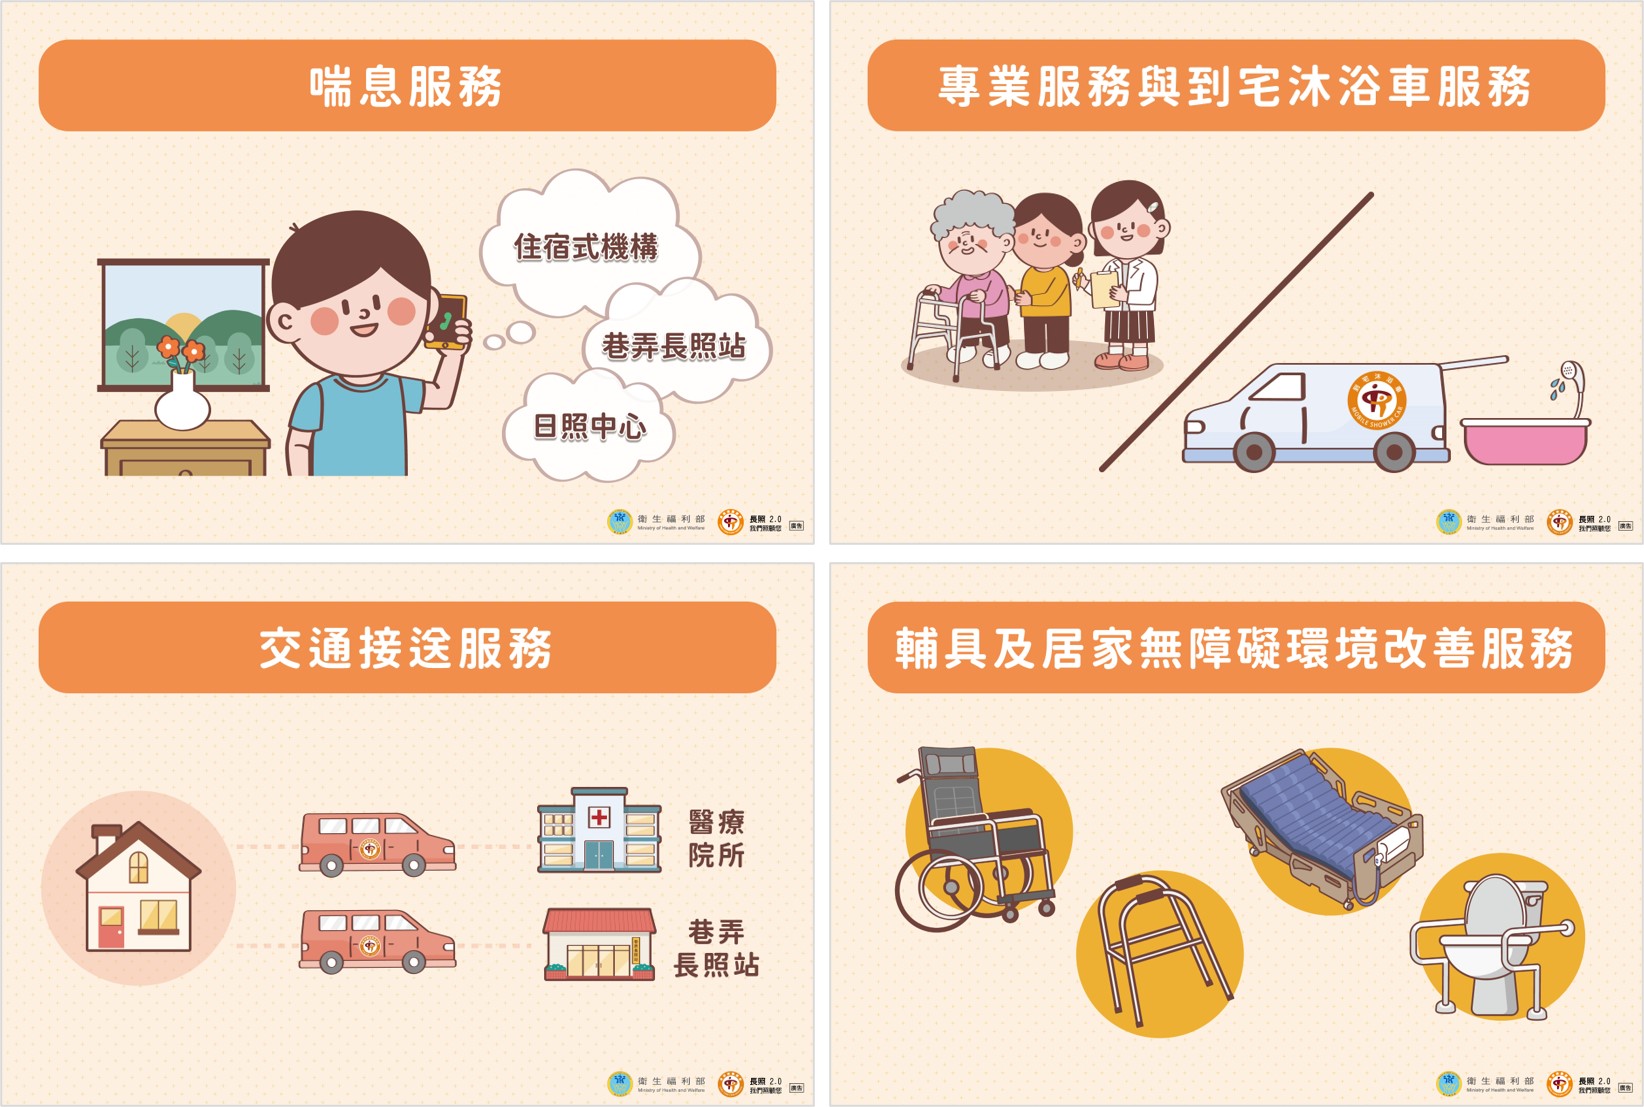 喘息服務
住宿式機構
巷弄長照站
日照中心
衛生福利部
Ministry of Health and Welfare
長照 2.0
我們照顧您
廣告
專業服務與到宅沐浴車服務
到宅沐浴車
MOBILE SHOWER CAR
衛生福利部
Ministry of Health and Welfare
長照 2.0
我們照顧您
廣告
交通接送服務
醫療
院所
巷弄
長照站
衛生福利部
Ministry of Health and Welfare
長照 2.0
我們照顧您
廣告
輔具及居家無障礙環境改善服務
衛生福利部
Ministry of Health and Welfare
長照 2.0
我們照顧您
廣告